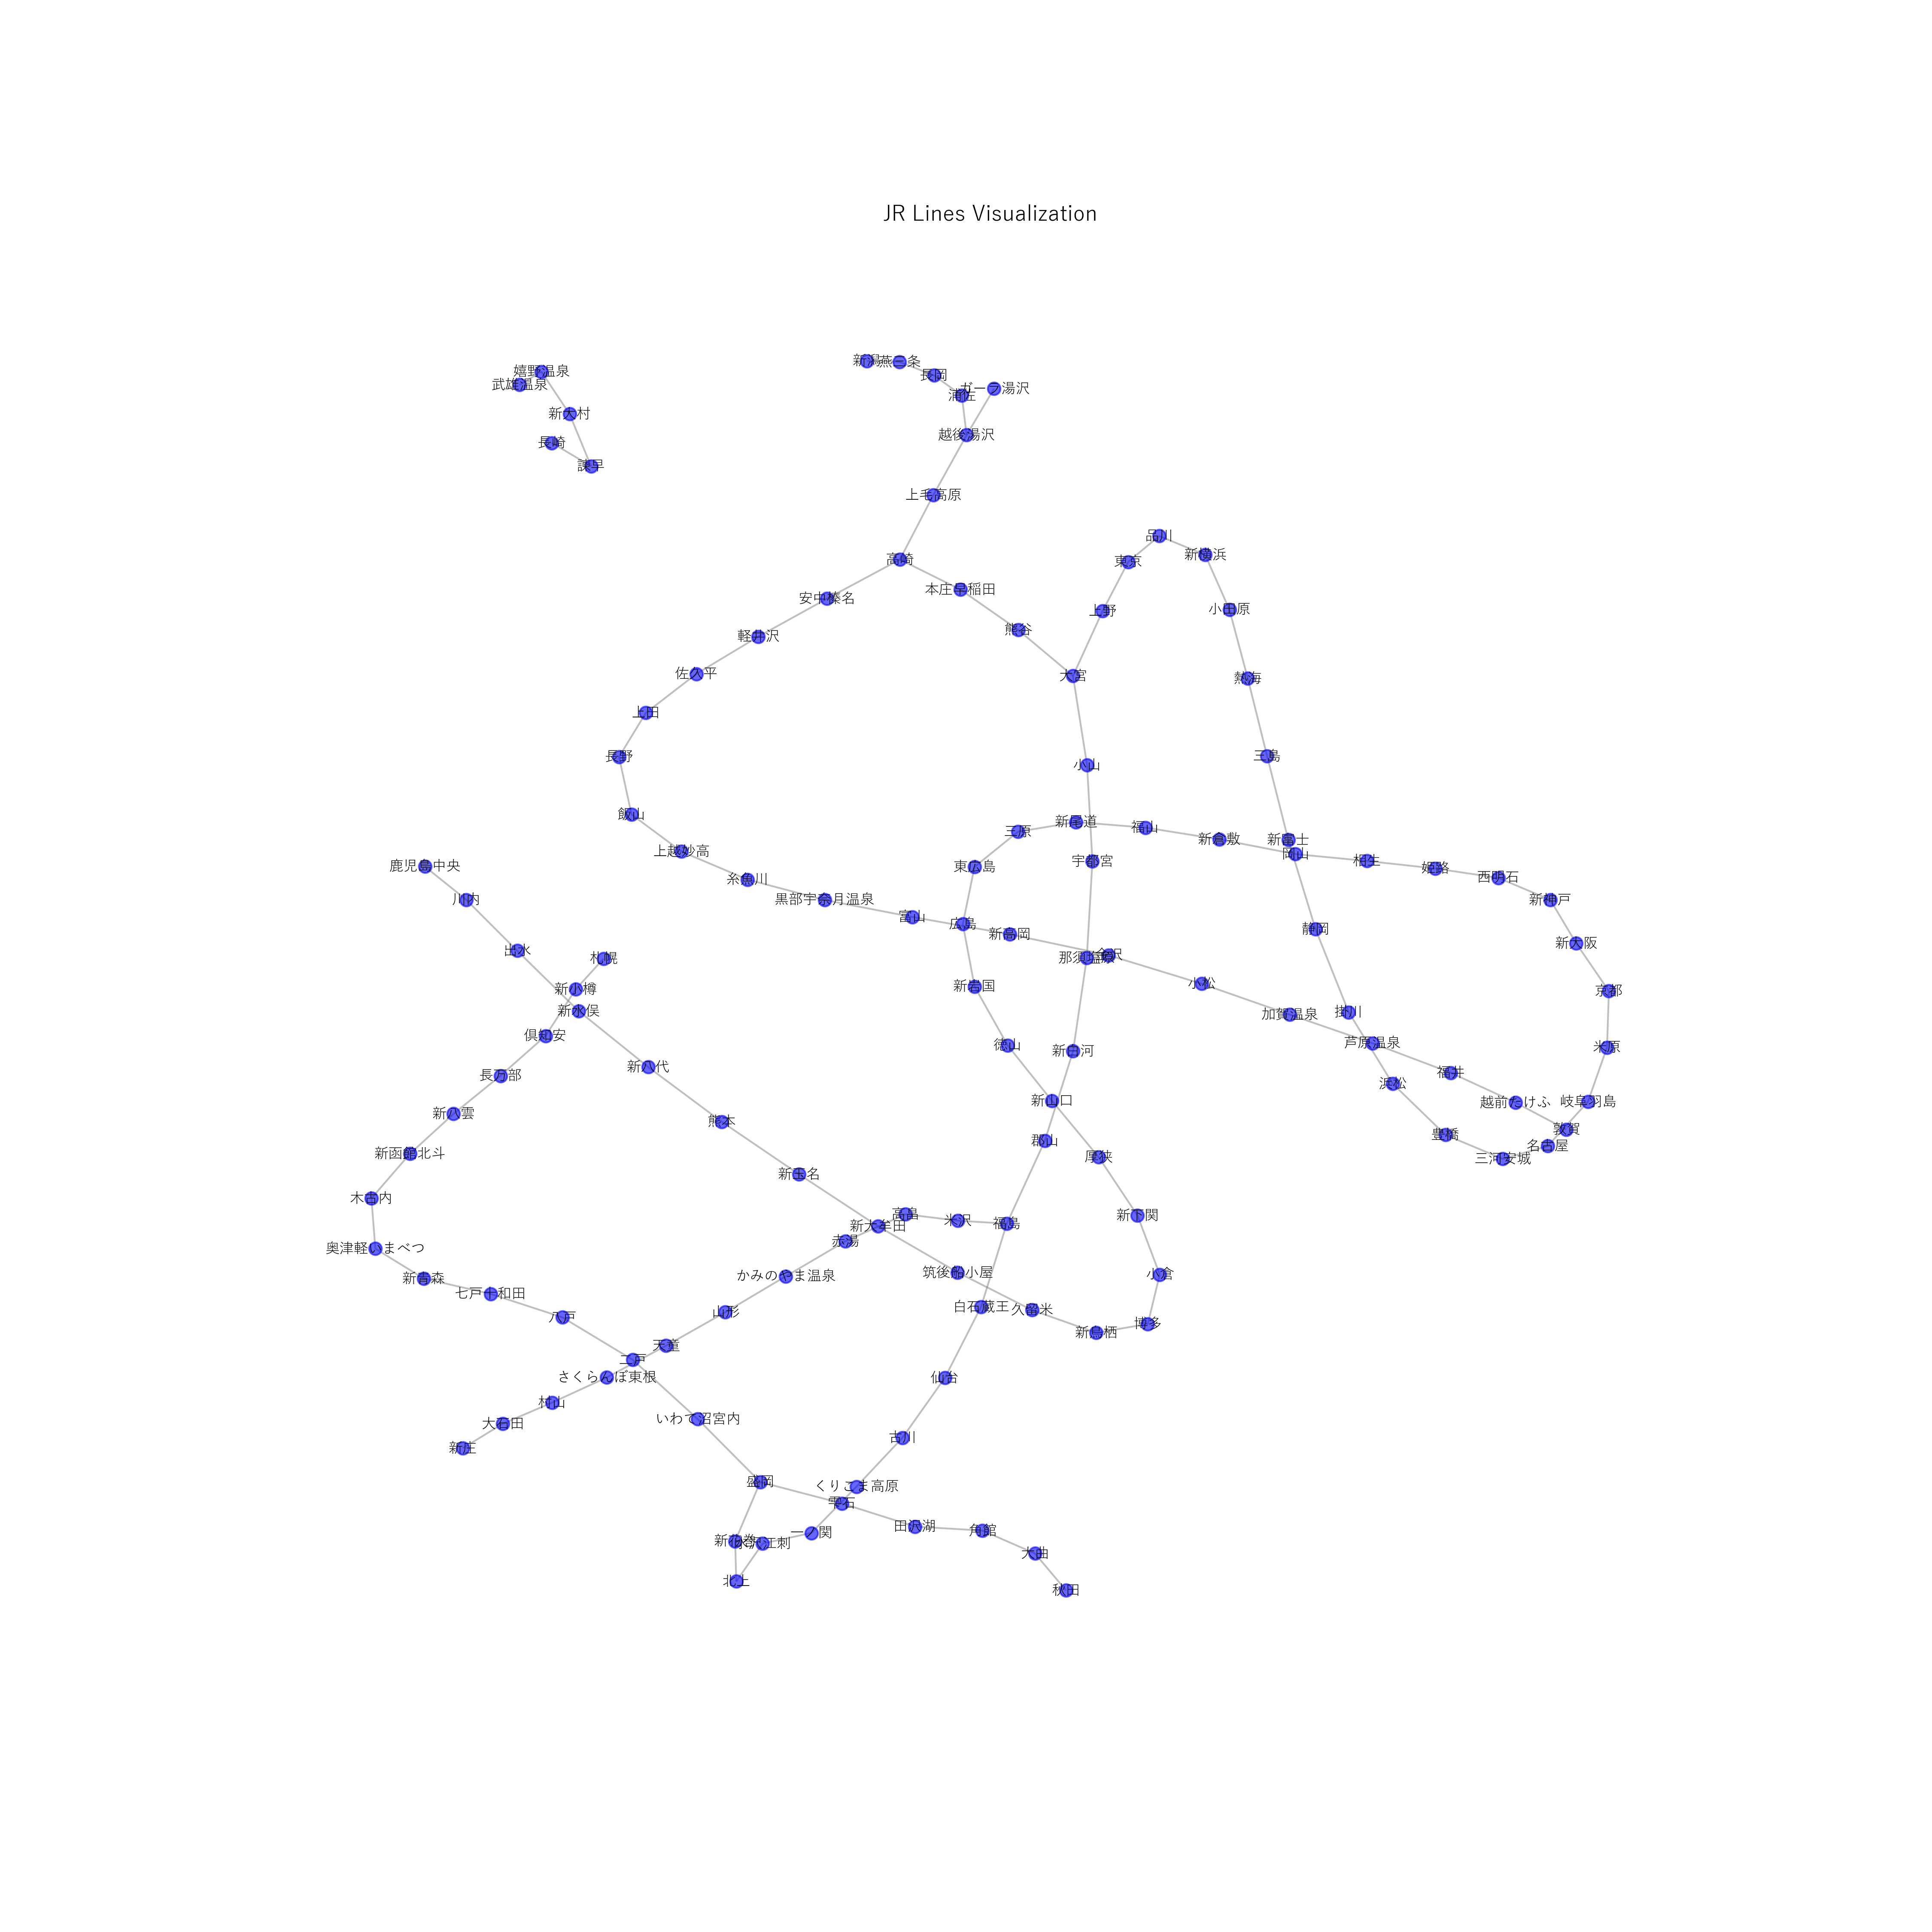 JR Lines Visualization
新潟
燕三条
嬉野温泉
長岡
武雄温泉
ガーラ湯沢
浦佐
新大村
越後湯沢
長崎
諫早
上毛高原
品川
新横浜
高崎
東京
本庄早稲田
安中榛名
小田原
上野
熊谷
軽井沢
佐久平
大宮
熱海
上田
三島
長野
小山
飯山
新尾道
福山
三原
新倉敷
新富士
上越妙高
岡山
相生
宇都宮
鹿児島中央
東広島
姫路
西明石
糸魚川
川内
黒部宇奈月温泉
新神戸
富山
広島
静岡
新高岡
新大阪
出水
金沢
札幌
那須塩原
小松
新岩国
新小樽
京都
新水俣
掛川
加賀温泉
倶知安
芦原温泉
徳山
米原
新白河
新八代
福井
長万部
浜松
新山口
越前たけふ
岐阜羽島
新八雲
熊本
敦賀
豊橋
郡山
名古屋
新函館北斗
厚狭
三河安城
新玉名
木古内
高畠
新下関
米沢
福島
新大牟田
赤湯
奥津軽いまべつ
筑後船小屋
小倉
かみのやま温泉
新青森
七戸十和田
白石蔵王
久留米
山形
八戸
博多
新鳥栖
天童
二戸
さくらんぼ東根
仙台
村山
いわて沼宮内
大石田
古川
新庄
盛岡
くりこま高原
雫石
田沢湖
角館
一ノ関
新花巻
水沢江刺
大曲
北上
秋田